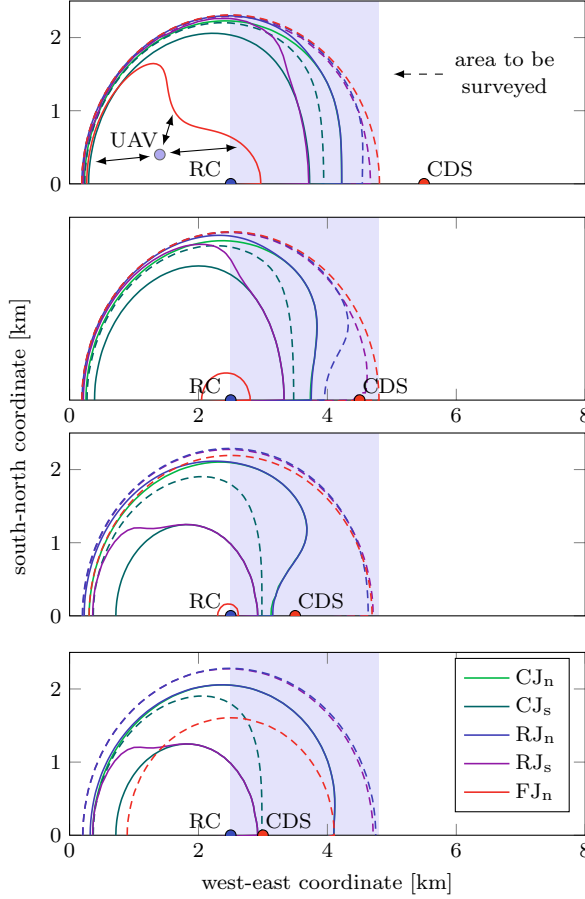 2
area to be
surveyed
1
UAV
RC
CDS
0
south-north coordinate [km]
RC
CDS
0
2
4
6
8
2
1
RC
CDS
0
2
CJn
CJs
1
RJn
RJs
RC
CDS
FJn
0
0
2
4
6
8
west-east coordinate [km]